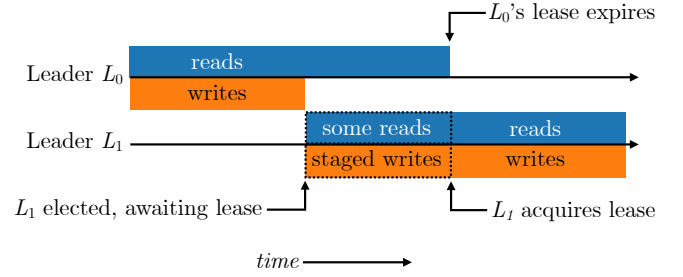 L₀'s lease expires
reads
Leader L₀
writes
some reads reads
Leader L₁
staged writes writes
L₁ elected, awaiting lease
L₁ acquires lease
time